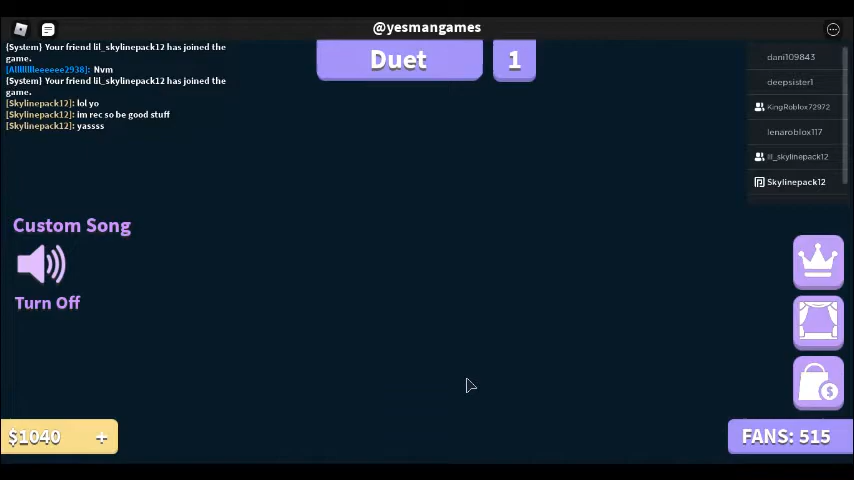 @yesmangames
{System} Your friend lil_skylinepack12 has joined the
game.
Nvm
{System} Your friend lil_skylinepack12 has joined the
game.
[Skylinepack12]: lol yo
[Skylinepack12]: im rec so be good stuff
[Skylinepack12]: yassss
Duet
1
dani109843
deepsister1
KingRoblox72972
lenaroblox117
lil_skylinepack12
Skylinepack12
Custom Song
Turn Off
$1040 +
FANS: 515